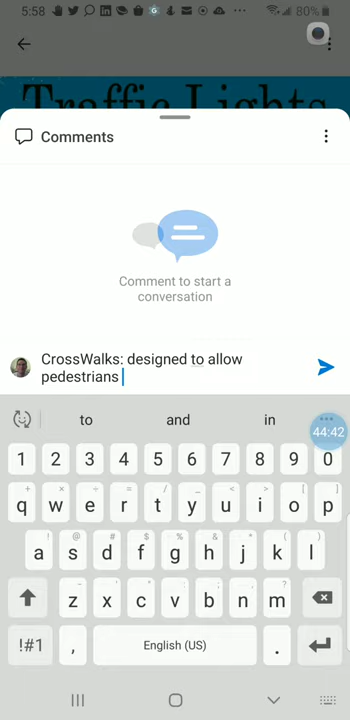 5:58
80%
Traffic Lights
Comments
Comment to start a
conversation
CrossWalks: designed to allow
pedestrians
to and in
44:42
1 2 3 4 5 6 7 8 9 0
+ × ÷ = / _ < > [ ]
q w e r t y u i o p
! @ # $ % & * ( )
a s d f g h j k l
- ' " : ; , ?
z x c v b n m
!#1 , English (US) .